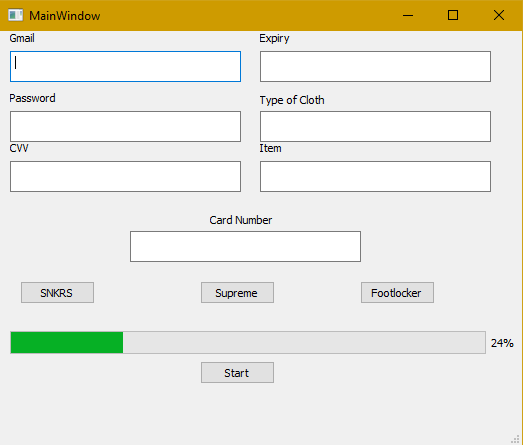 MainWindow
Gmail
Expiry
Password
Type of Cloth
CVV
Item
Card Number
SNKRS
Supreme
Footlocker
24%
Start